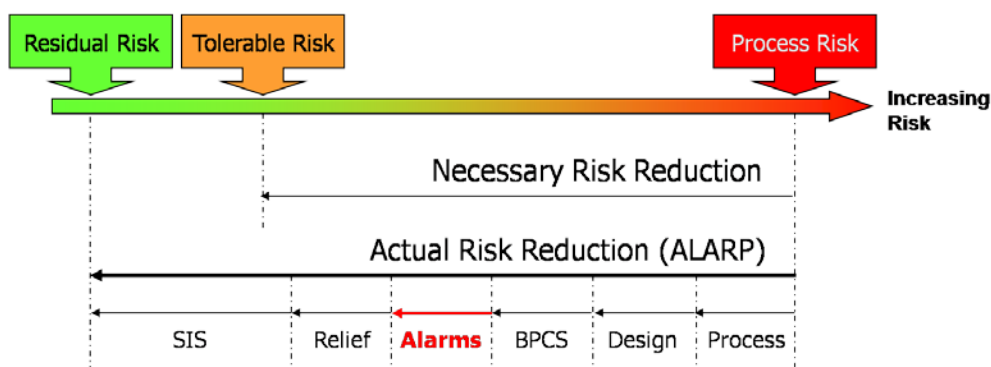 Residual Risk
Tolerable Risk
Process Risk
Increasing
Risk
Necessary Risk Reduction
Actual Risk Reduction (ALARP)
SIS
Relief
Alarms
BPCS
Design
Process